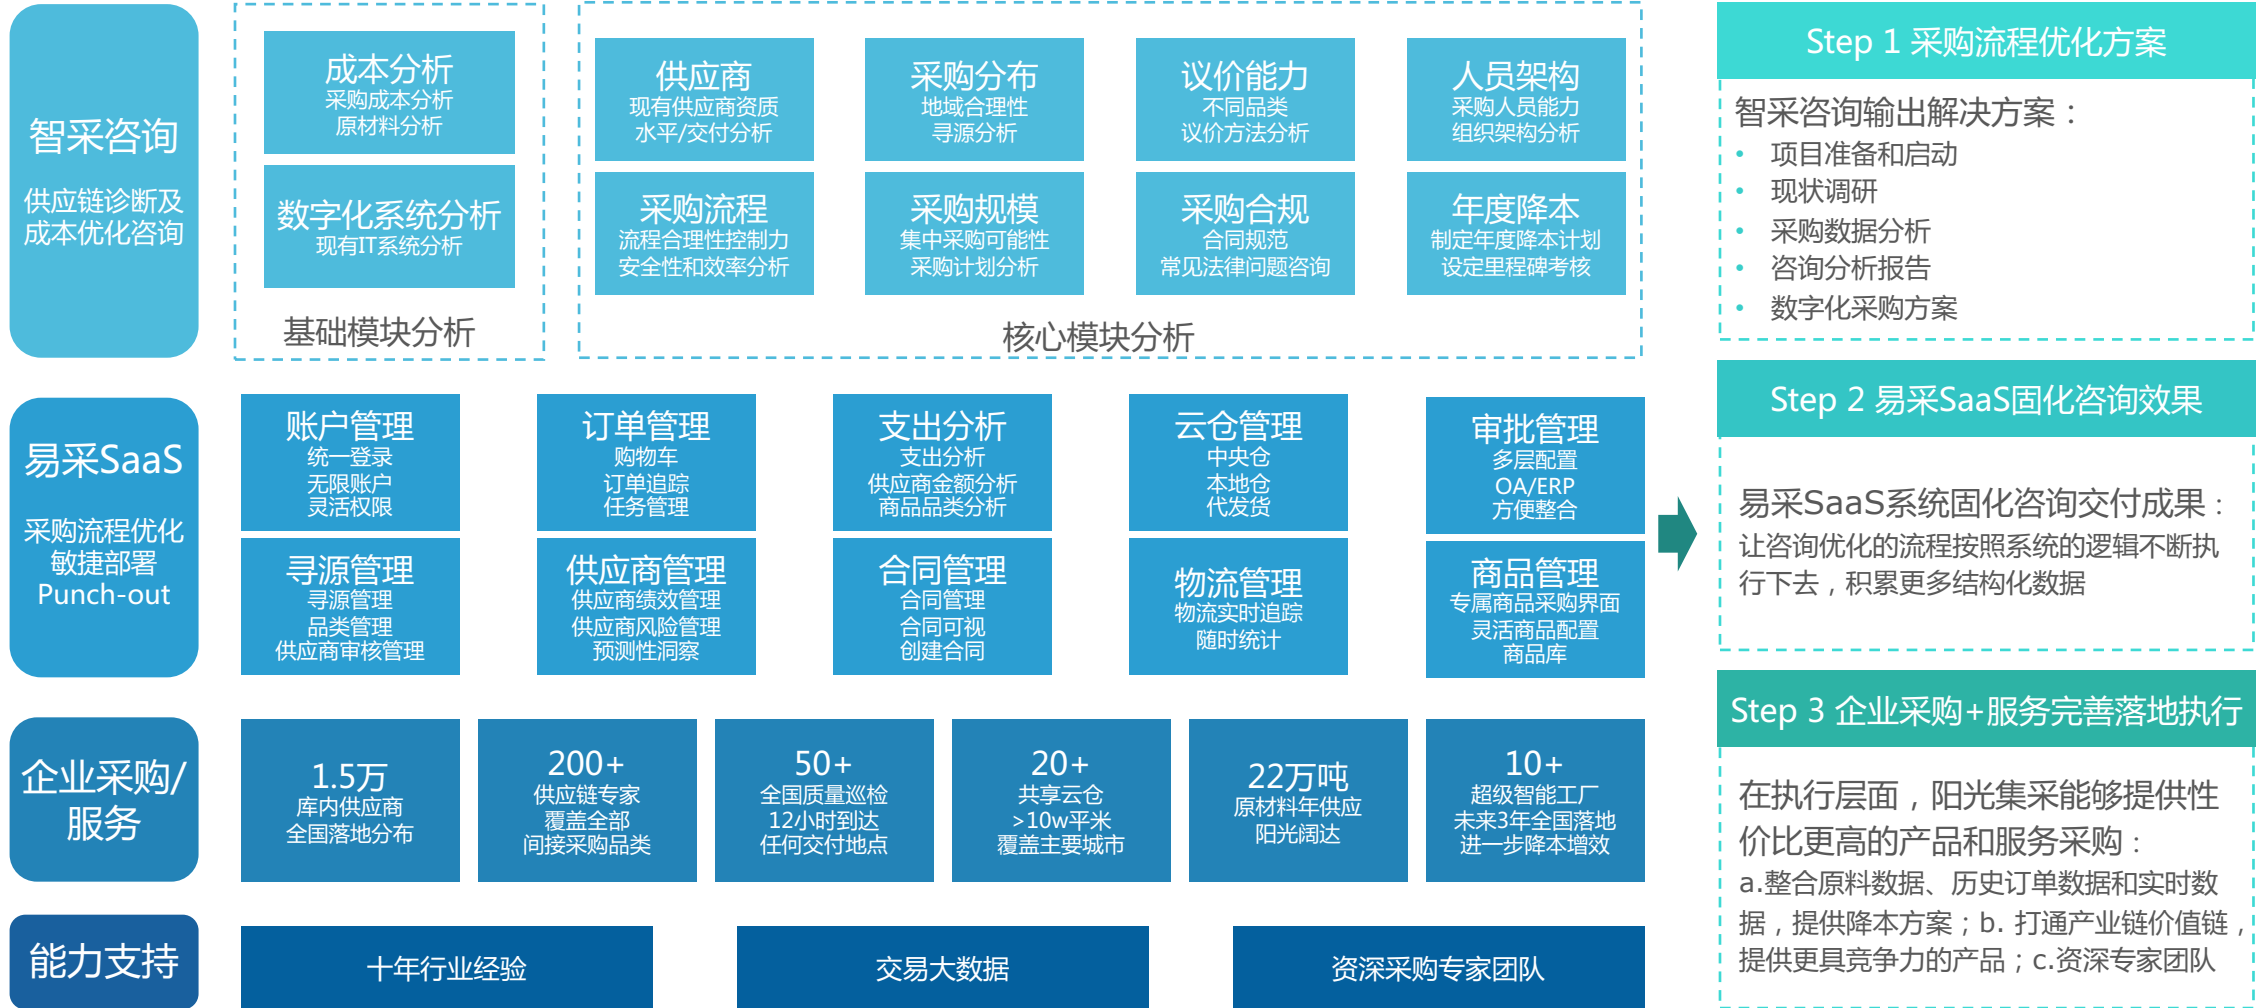 智采咨询
供应链诊断及
成本优化咨询
成本分析
采购成本分析
原材料分析
数字化系统分析
现有IT系统分析
基础模块分析
供应商
现有供应商资质
水平/交付分析
采购分布
地域合理性
寻源分析
议价能力
不同品类
议价方法分析
人员架构
采购人员能力
组织架构分析
采购流程
流程合理性控制力
安全性和效率分析
采购规模
集中采购可能性
采购计划分析
采购合规
合同规范
常见法律问题咨询
年度降本
制定年度降本计划
设定里程碑考核
核心模块分析
易采SaaS
采购流程优化
敏捷部署
Punch-out
账户管理
统一登录
无限账户
灵活权限
订单管理
购物车
订单追踪
任务管理
支出分析
支出分析
供应商金额分析
商品品类分析
云仓管理
中央仓
本地仓
代发货
审批管理
多层配置
OA/ERP
方便整合
寻源管理
寻源管理
品类管理
供应商审核管理
供应商管理
供应商绩效管理
供应商风险管理
预测性洞察
合同管理
合同管理
合同可视
创建合同
物流管理
物流实时追踪
随时统计
商品管理
专属商品采购界面
灵活商品配置
商品库
企业采购/
服务
1.5万
库内供应商
全国落地分布
200+
供应链专家
覆盖全部
间接采购品类
50+
全国质量巡检
12小时到达
任何交付地点
20+
共享云仓
>10w平米
覆盖主要城市
22万吨
原材料年供应
阳光阔达
10+
超级智能工厂
未来3年全国落地
进一步降本增效
能力支持
十年行业经验
交易大数据
资深采购专家团队
Step 1 采购流程优化方案
智采咨询输出解决方案：
• 项目准备和启动
• 现状调研
• 采购数据分析
• 咨询分析报告
• 数字化采购方案
Step 2 易采SaaS固化咨询效果
易采SaaS系统固化咨询交付成果：
让咨询优化的流程按照系统的逻辑不断执
行下去，积累更多结构化数据
Step 3 企业采购+服务完善落地执行
在执行层面，阳光集采能够提供性
价比更高的产品和服务采购：
a.整合原料数据、历史订单数据和实时数
据，提供降本方案；b. 打通产业链价值链，
提供更具竞争力的产品；c.资深专家团队